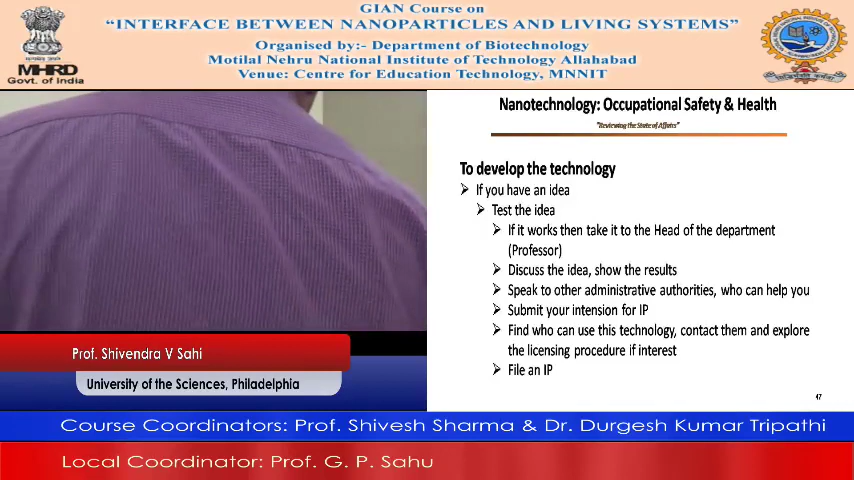 GIAN Course on
“INTERFACE BETWEEN NANOPARTICLES AND LIVING SYSTEMS”
Organised by:- Department of Biotechnology
Motilal Nehru National Institute of Technology Allahabad
Venue: Centre for Education Technology, MNNIT
MHRD
Govt. of India
Nanotechnology: Occupational Safety & Health
"Reviewing the State of Affairs"
To develop the technology
If you have an idea
Test the idea
If it works then take it to the Head of the department
(Professor)
Discuss the idea, show the results
Speak to other administrative authorities, who can help you
Submit your intension for IP
Find who can use this technology, contact them and explore
the licensing procedure if interest
File an IP
47
Prof. Shivendra V Sahi
University of the Sciences, Philadelphia
Course Coordinators: Prof. Shivesh Sharma & Dr. Durgesh Kumar Tripathi
Local Coordinator: Prof. G. P. Sahu